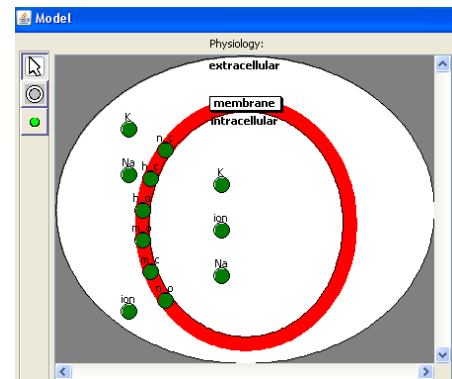 Model
Physiology:
extracellular
membrane
intracellular
K
n_c
Na
h_c
K
h_o
m_o
ion
m_c
Na
n_o
ion